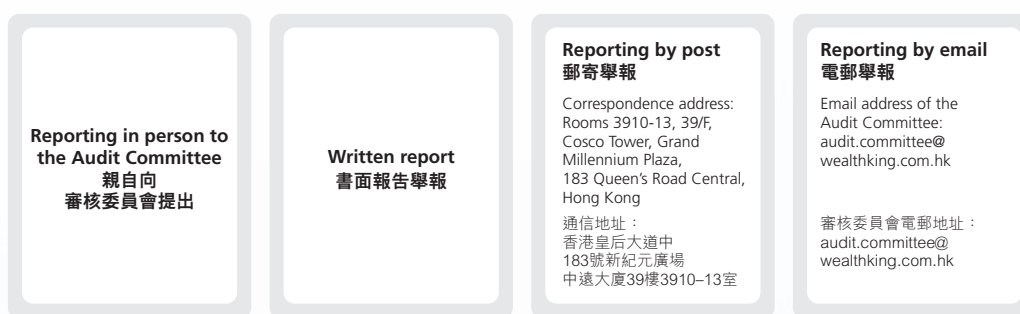 Reporting in person to
the Audit Committee
親自向
審核委員會提出
Written report
書面報告舉報
Reporting by post
郵寄舉報
Correspondence address:
Rooms 3910-13, 39/F,
Cosco Tower, Grand
Millennium Plaza,
183 Queen's Road Central,
Hong Kong
通信地址：
香港皇后大道中
183號新紀元廣場
中遠大廈39樓3910–13室
Reporting by email
電郵舉報
Email address of the
Audit Committee:
audit.committee@
wealthking.com.hk
審核委員會電郵地址：
audit.committee@
wealthking.com.hk